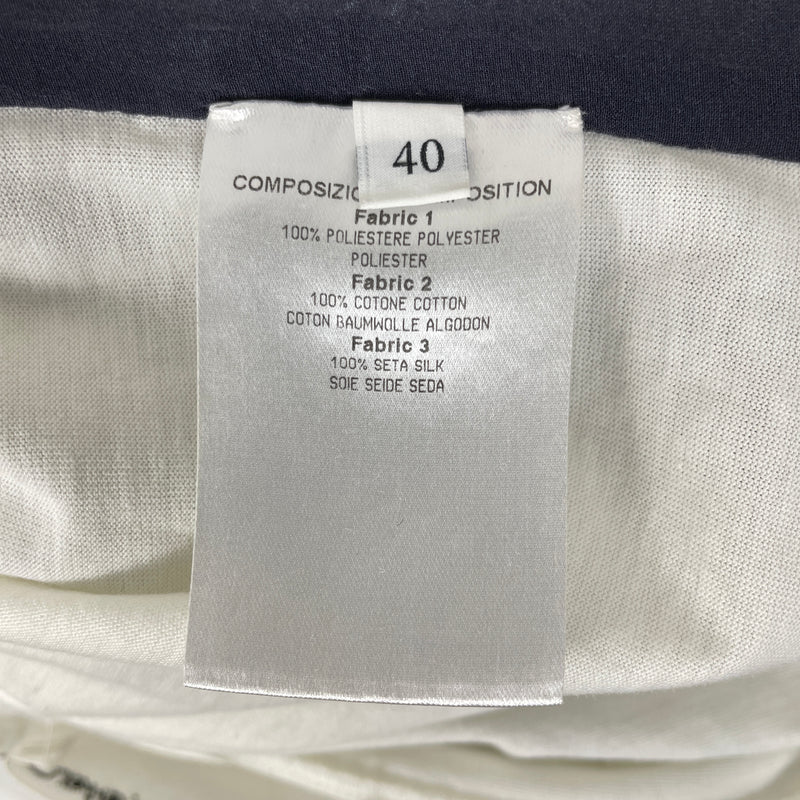 40
COMPOSIZIO OSITION
Fabric 1
100% POLIESTERE POLYESTER
POLIESTER
Fabric 2
100% COTONE COTTON
COTON BAUMWOLLE ALGODON
Fabric 3
100% SETA SILK
SOIE SEIDE SEDA